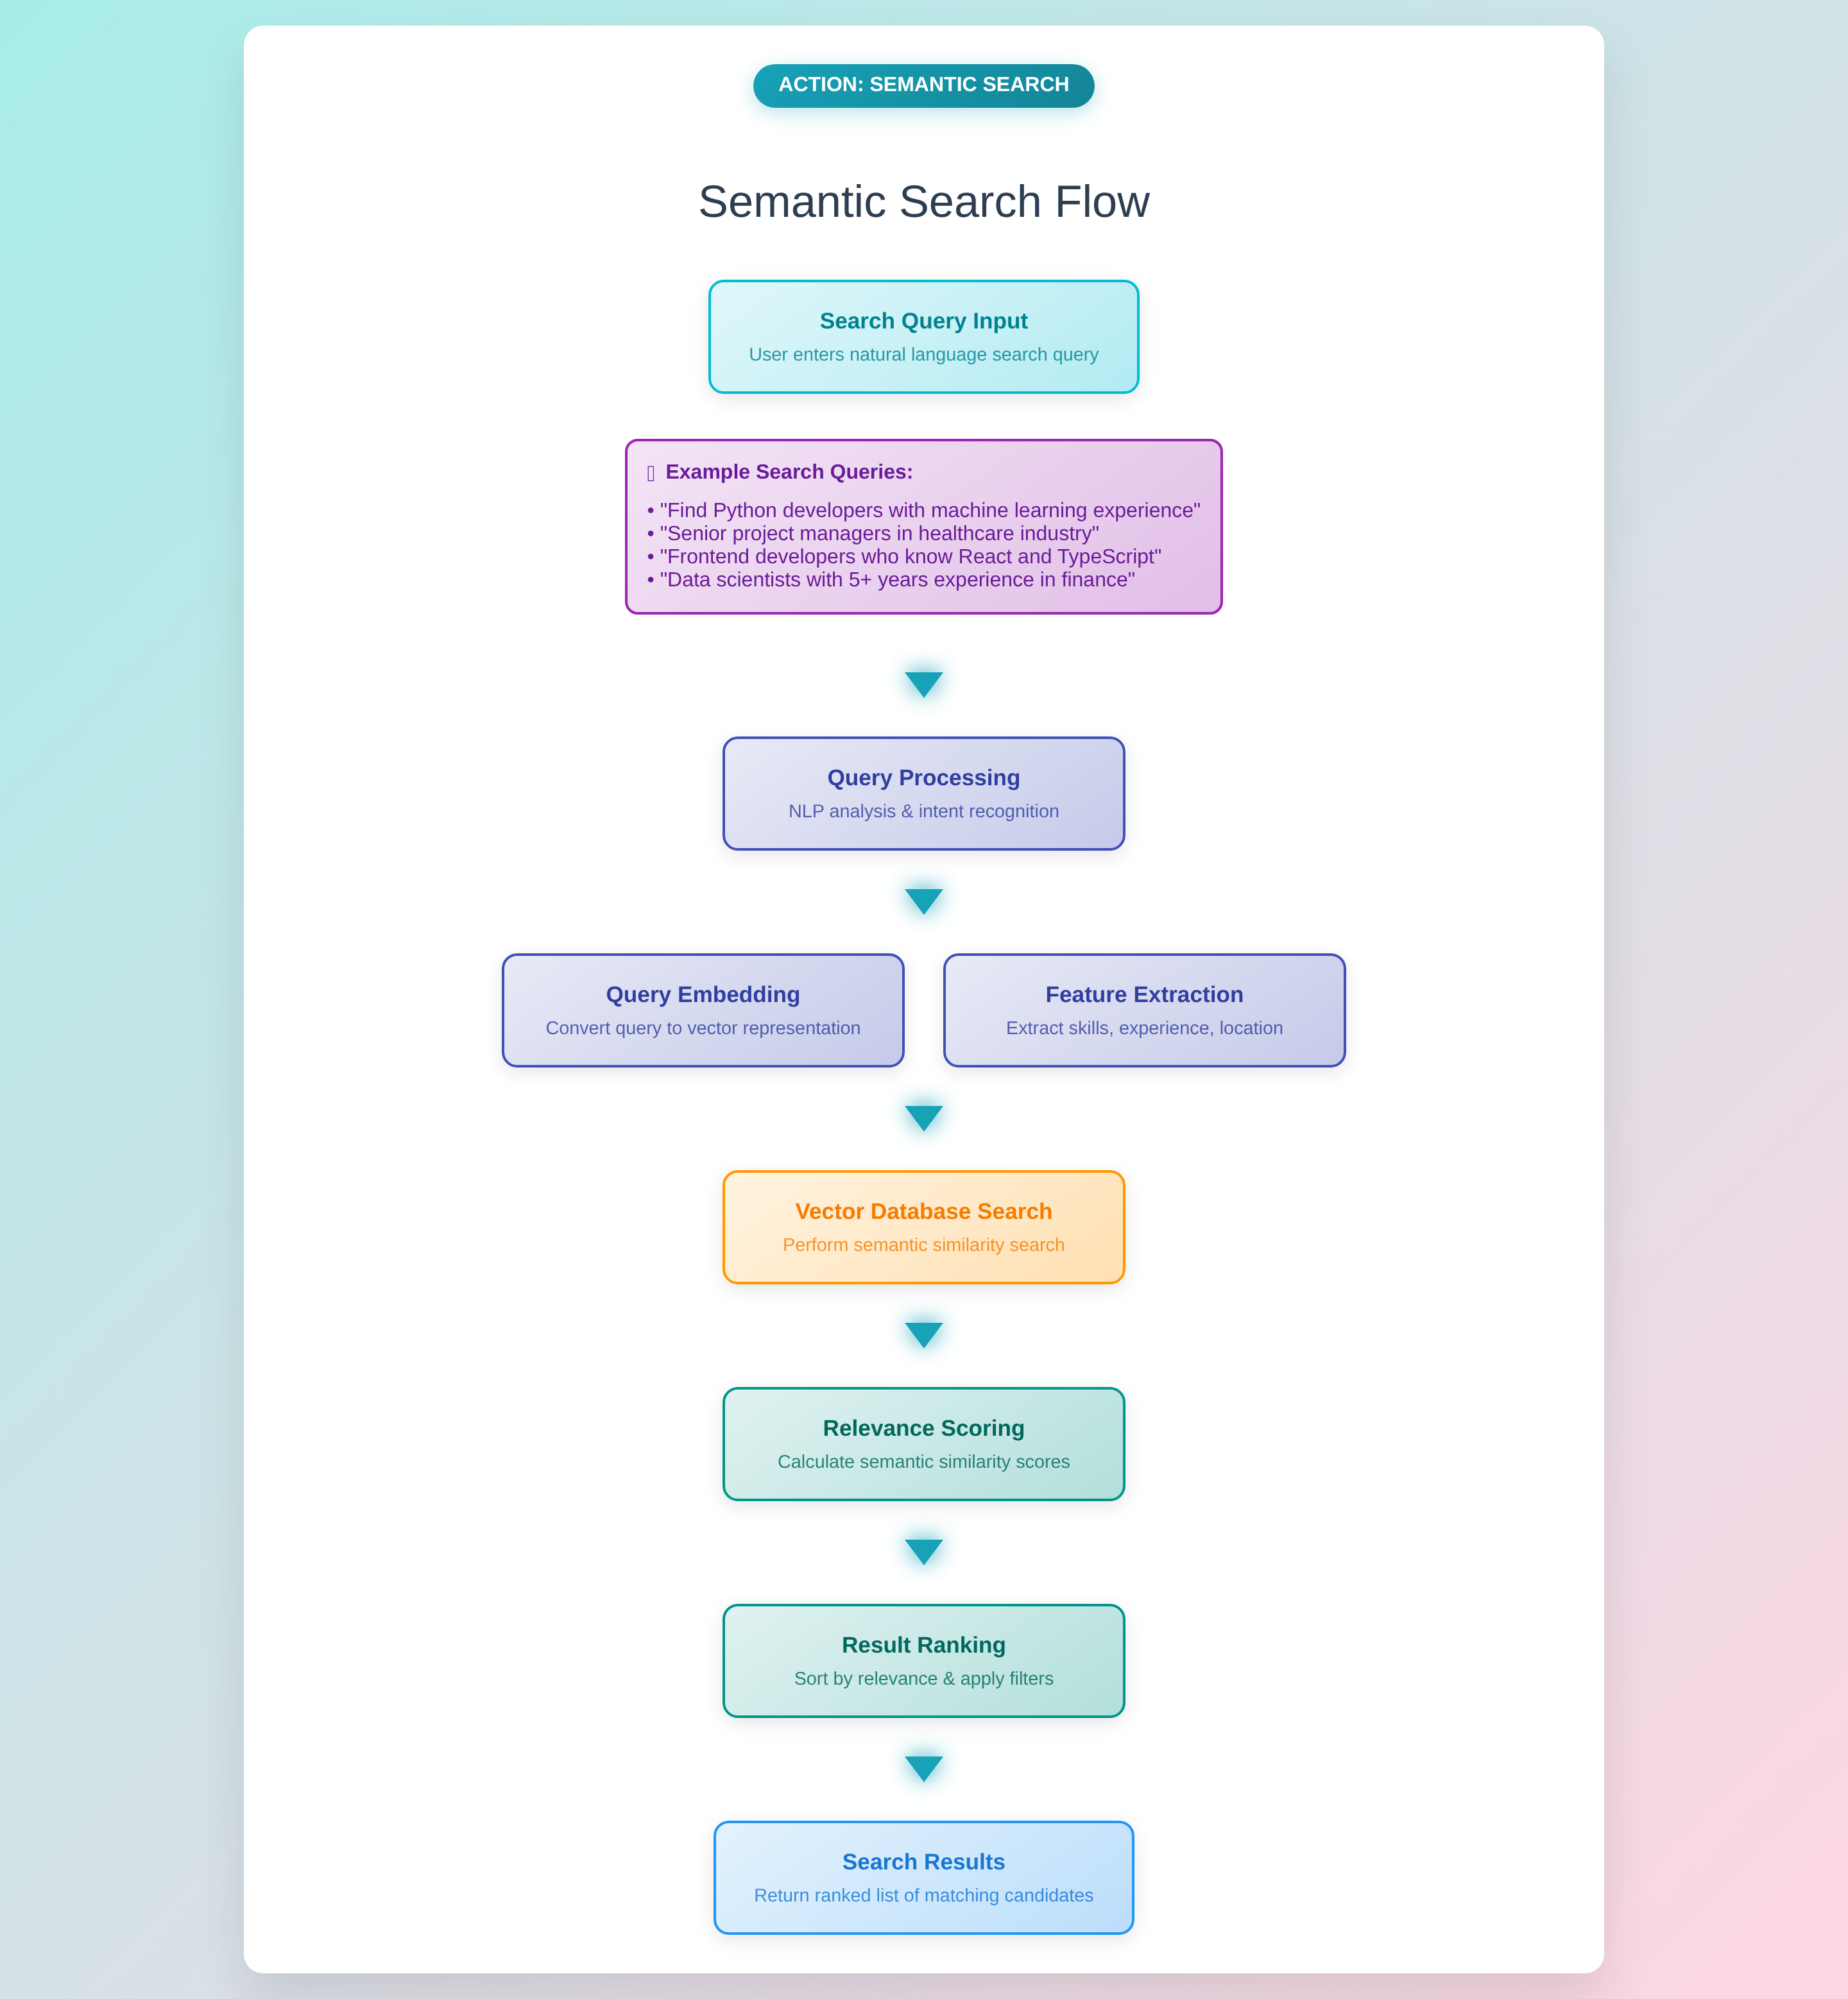 ACTION: SEMANTIC SEARCH
Semantic Search Flow
Search Query Input
User enters natural language search query
Example Search Queries:
• "Find Python developers with machine learning experience"
• "Senior project managers in healthcare industry"
• "Frontend developers who know React and TypeScript"
• "Data scientists with 5+ years experience in finance"
Query Processing
NLP analysis & intent recognition
Query Embedding
Convert query to vector representation
Feature Extraction
Extract skills, experience, location
Vector Database Search
Perform semantic similarity search
Relevance Scoring
Calculate semantic similarity scores
Result Ranking
Sort by relevance & apply filters
Search Results
Return ranked list of matching candidates